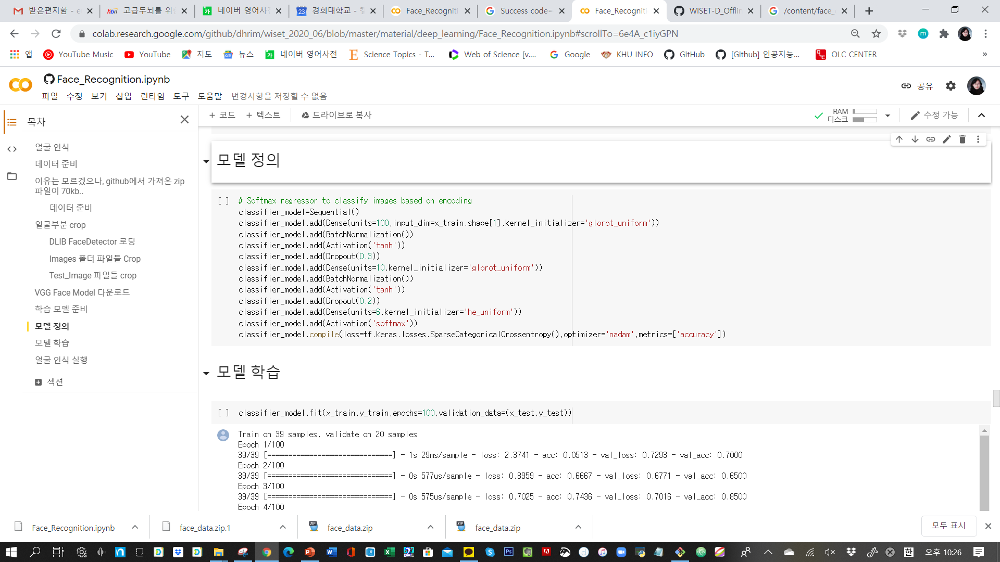 받은편지함 - e
고급두뇌를 위한
네이버 영어사전
경희대학교 - 캘
Face_Recogniti
Success code=
Face_Recogniti
WISET-D_Offlin
/content/face_
colab.research.google.com/github/dhrim/wiset_2020_06/blob/master/material/deep_learning/Face_Recognition.ipynb#scrollTo=6e4A_c1iyGPN
앱 YouTube Music YouTube 지도 뉴스 네이버 영어사전 Science Topics - T... Web of Science [v.... Google KHU INFO GitHub [Github] 인공지능... OLC CENTER »
Face_Recognition.ipynb
파일 수정 보기 삽입 런타임 도구 도움말 변경사항을 저장할 수 없음
공유
+ 코드 + 텍스트 드라이브로 복사
RAM
디스크
수정 가능
목차
얼굴 인식
데이터 준비
이유는 모르겠으나, github에서 가져온 zip
파일이 70kb..
데이터 준비
얼굴부분 crop
DLIB FaceDetector 로딩
Images 폴더 파일들 Crop
Test_Image 파일들 crop
VGG Face Model 다운로드
학습 모델 준비
모델 정의
모델 학습
얼굴 인식 실행
섹션
모델 정의
[ ] # Softmax regressor to classify images based on encoding
classifier_model=Sequential()
classifier_model.add(Dense(units=100,input_dim=x_train.shape[1],kernel_initializer='glorot_uniform'))
classifier_model.add(BatchNormalization())
classifier_model.add(Activation('tanh'))
classifier_model.add(Dropout(0.3))
classifier_model.add(Dense(units=10,kernel_initializer='glorot_uniform'))
classifier_model.add(BatchNormalization())
classifier_model.add(Activation('tanh'))
classifier_model.add(Dropout(0.2))
classifier_model.add(Dense(units=6,kernel_initializer='he_uniform'))
classifier_model.add(Activation('softmax'))
classifier_model.compile(loss=tf.keras.losses.SparseCategoricalCrossentropy(),optimizer='nadam',metrics=['accuracy'])
모델 학습
[ ] classifier_model.fit(x_train,y_train,epochs=100,validation_data=(x_test,y_test))
Train on 39 samples, validate on 20 samples
Epoch 1/100
39/39 [==============================] - 1s 29ms/sample - loss: 2.3741 - acc: 0.0513 - val_loss: 0.7293 - val_acc: 0.7000
Epoch 2/100
39/39 [==============================] - 0s 577us/sample - loss: 0.8959 - acc: 0.6667 - val_loss: 0.6771 - val_acc: 0.6500
Epoch 3/100
39/39 [==============================] - 0s 575us/sample - loss: 0.7025 - acc: 0.7436 - val_loss: 0.7016 - val_acc: 0.8500
Epoch 4/100
Face_Recognition.ipynb
face_data.zip.1
face_data.zip
face_data.zip
모두 표시
한
오후 10:26